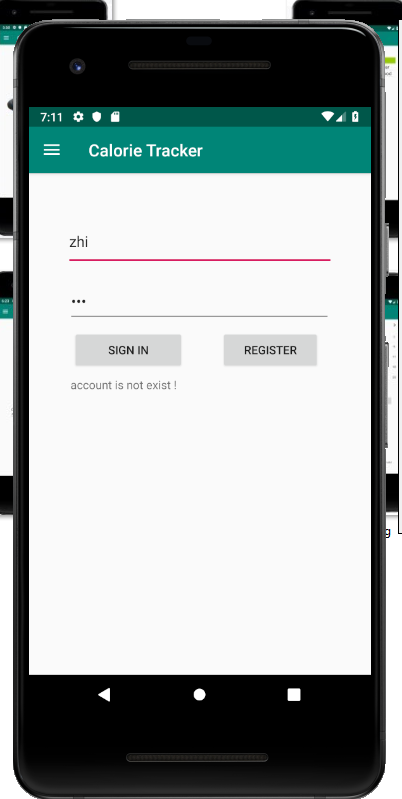 7:11
Calorie Tracker
zhi
•••
SIGN IN
REGISTER
account is not exist !
g